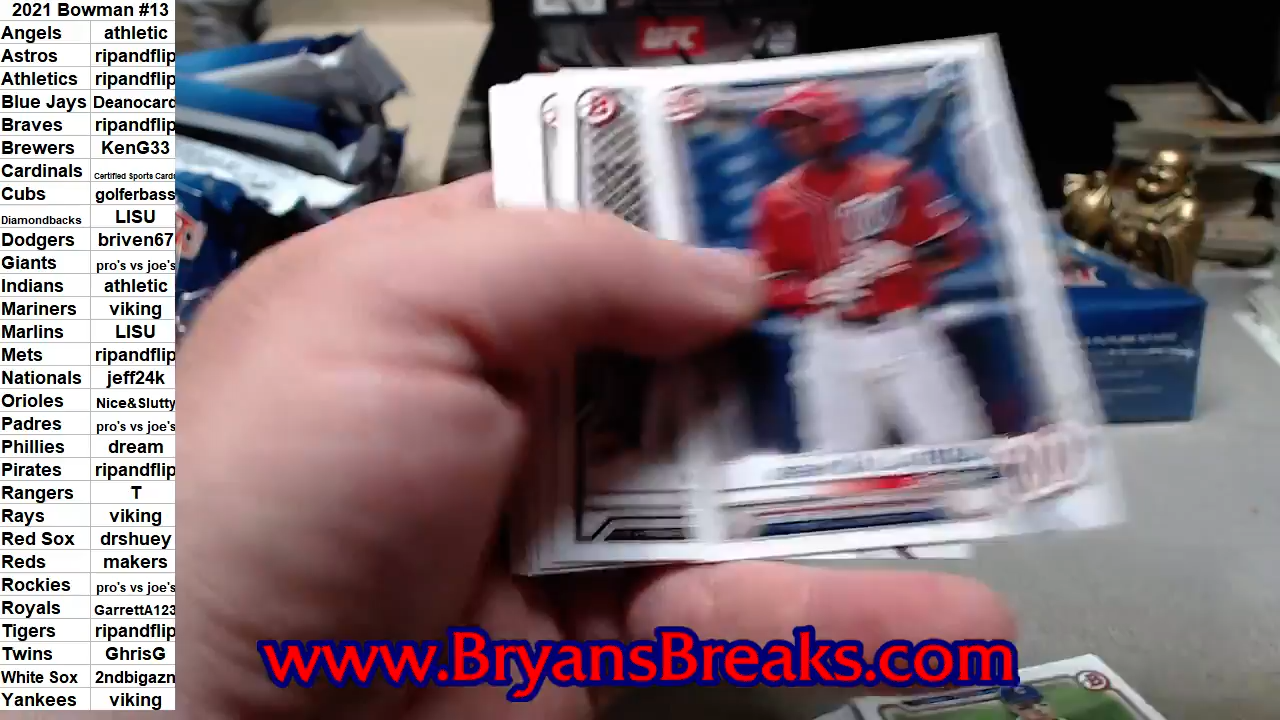 2021 Bowman #13
Angels athletic
Astros ripandflip
Athletics ripandflip
Blue Jays Deanocard
Braves ripandflip
Brewers KenG33
Cardinals Certified Sports Cards
Cubs golferbass
Diamondbacks LISU
Dodgers briven67
Giants pro's vs joe's
Indians athletic
Mariners viking
Marlins LISU
Mets ripandflip
Nationals jeff24k
Orioles Nice&Slutty
Padres pro's vs joe's
Phillies dream
Pirates ripandflip
Rangers T
Rays viking
Red Sox drshuey
Reds makers
Rockies pro's vs joe's
Royals GarrettA123
Tigers ripandflip
Twins GhrisG
White Sox 2ndbigazn
Yankees viking
UFC
B
W
www.BryansBreaks.com